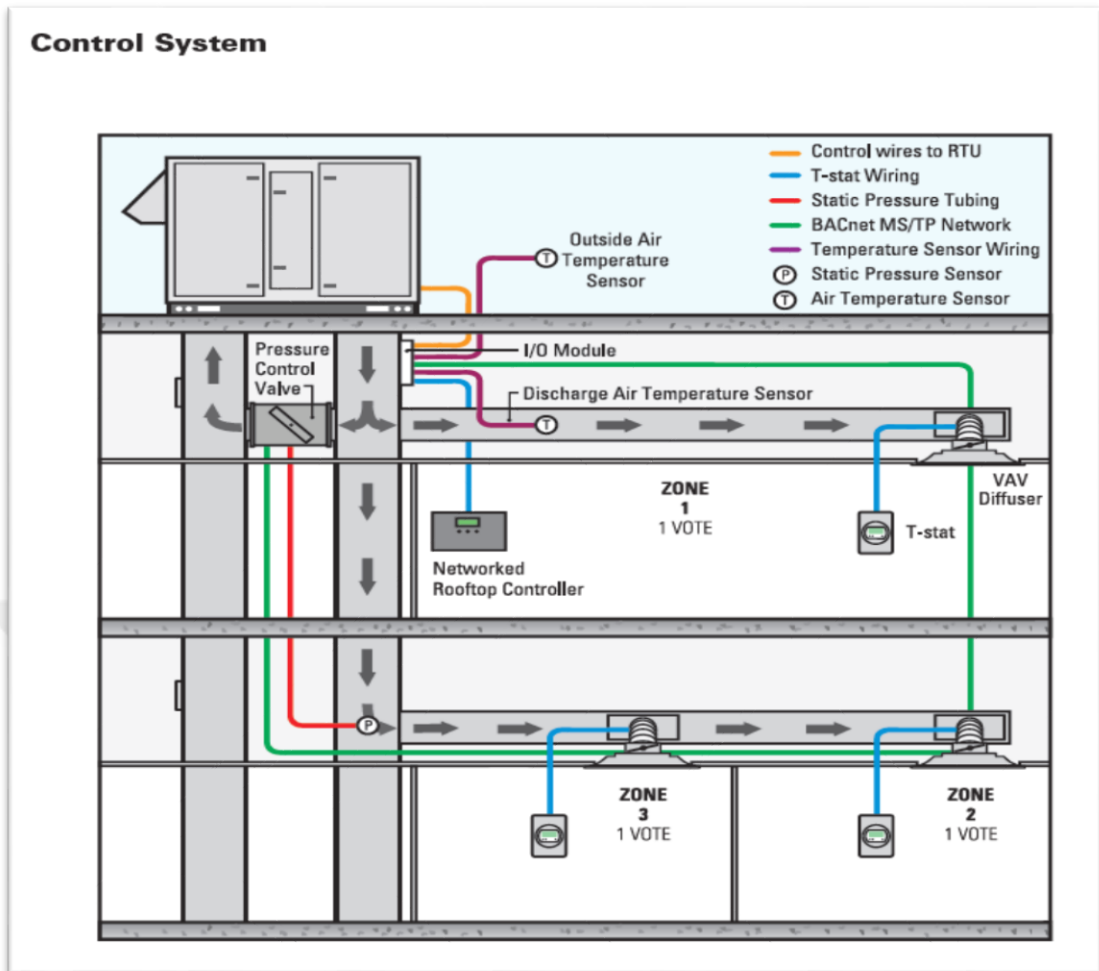 Control System
Control wires to RTU
T-stat Wiring
Static Pressure Tubing
BACnet MS/TP Network
Temperature Sensor Wiring
P Static Pressure Sensor
T Air Temperature Sensor
Outside Air
T Temperature
Sensor
Pressure
Control
Valve
I/O Module
Discharge Air Temperature Sensor
T
VAV
Diffuser
ZONE
1
1 VOTE
T-stat
Networked
Rooftop Controller
P
ZONE
3
1 VOTE
ZONE
2
1 VOTE